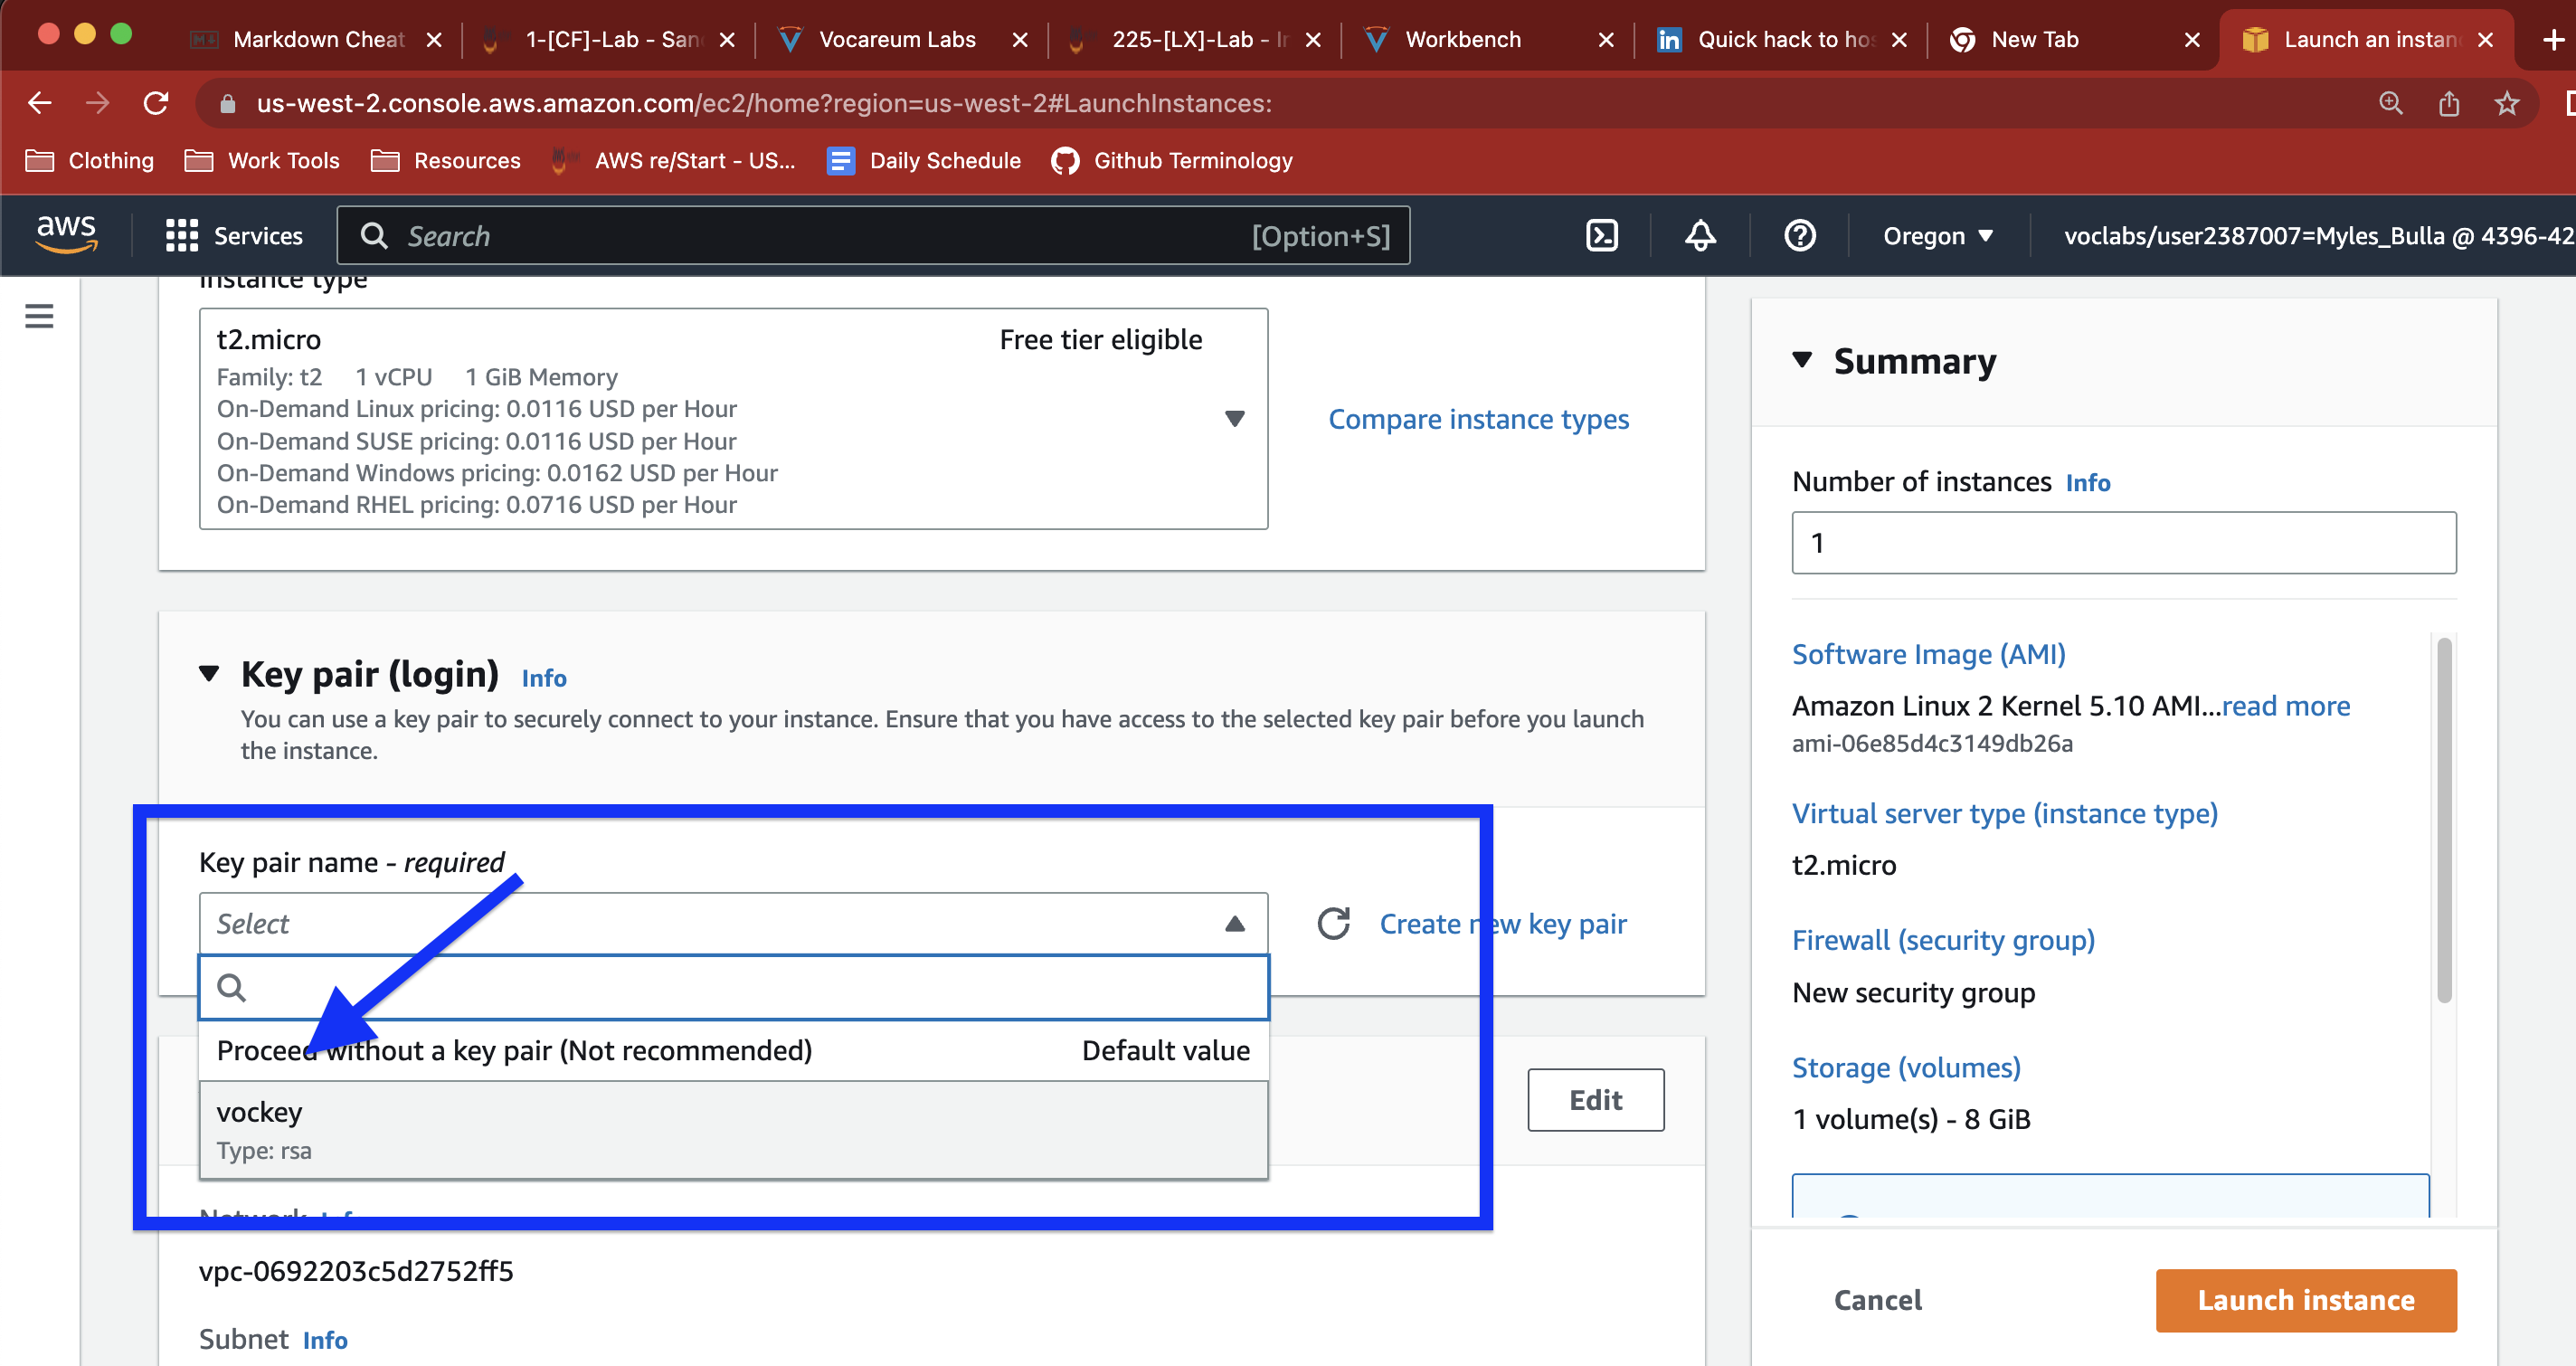 Markdown Cheat
1-[CF]-Lab - San
Vocareum Labs
225-[LX]-Lab - Ir
Workbench
Quick hack to hos
New Tab
Launch an instan
us-west-2.console.aws.amazon.com/ec2/home?region=us-west-2#LaunchInstances:
Clothing
Work Tools
Resources
AWS re/Start - US...
Daily Schedule
Github Terminology
aws
Services
Search
[Option+S]
Oregon
voclabs/user2387007=Myles_Bulla @ 4396-42
Instance type
t2.micro
Free tier eligible
Family: t2 1 vCPU 1 GiB Memory
On-Demand Linux pricing: 0.0116 USD per Hour
On-Demand SUSE pricing: 0.0116 USD per Hour
On-Demand Windows pricing: 0.0162 USD per Hour
On-Demand RHEL pricing: 0.0716 USD per Hour
Compare instance types
Key pair (login) Info
You can use a key pair to securely connect to your instance. Ensure that you have access to the selected key pair before you launch
the instance.
Key pair name - required
Select
Create new key pair
Proceed without a key pair (Not recommended)
Default value
vockey
Type: rsa
Edit
Network Info
vpc-0692203c5d2752ff5
Subnet Info
Summary
Number of instances Info
1
Software Image (AMI)
Amazon Linux 2 Kernel 5.10 AMI...read more
ami-06e85d4c3149db26a
Virtual server type (instance type)
t2.micro
Firewall (security group)
New security group
Storage (volumes)
1 volume(s) - 8 GiB
Cancel
Launch instance